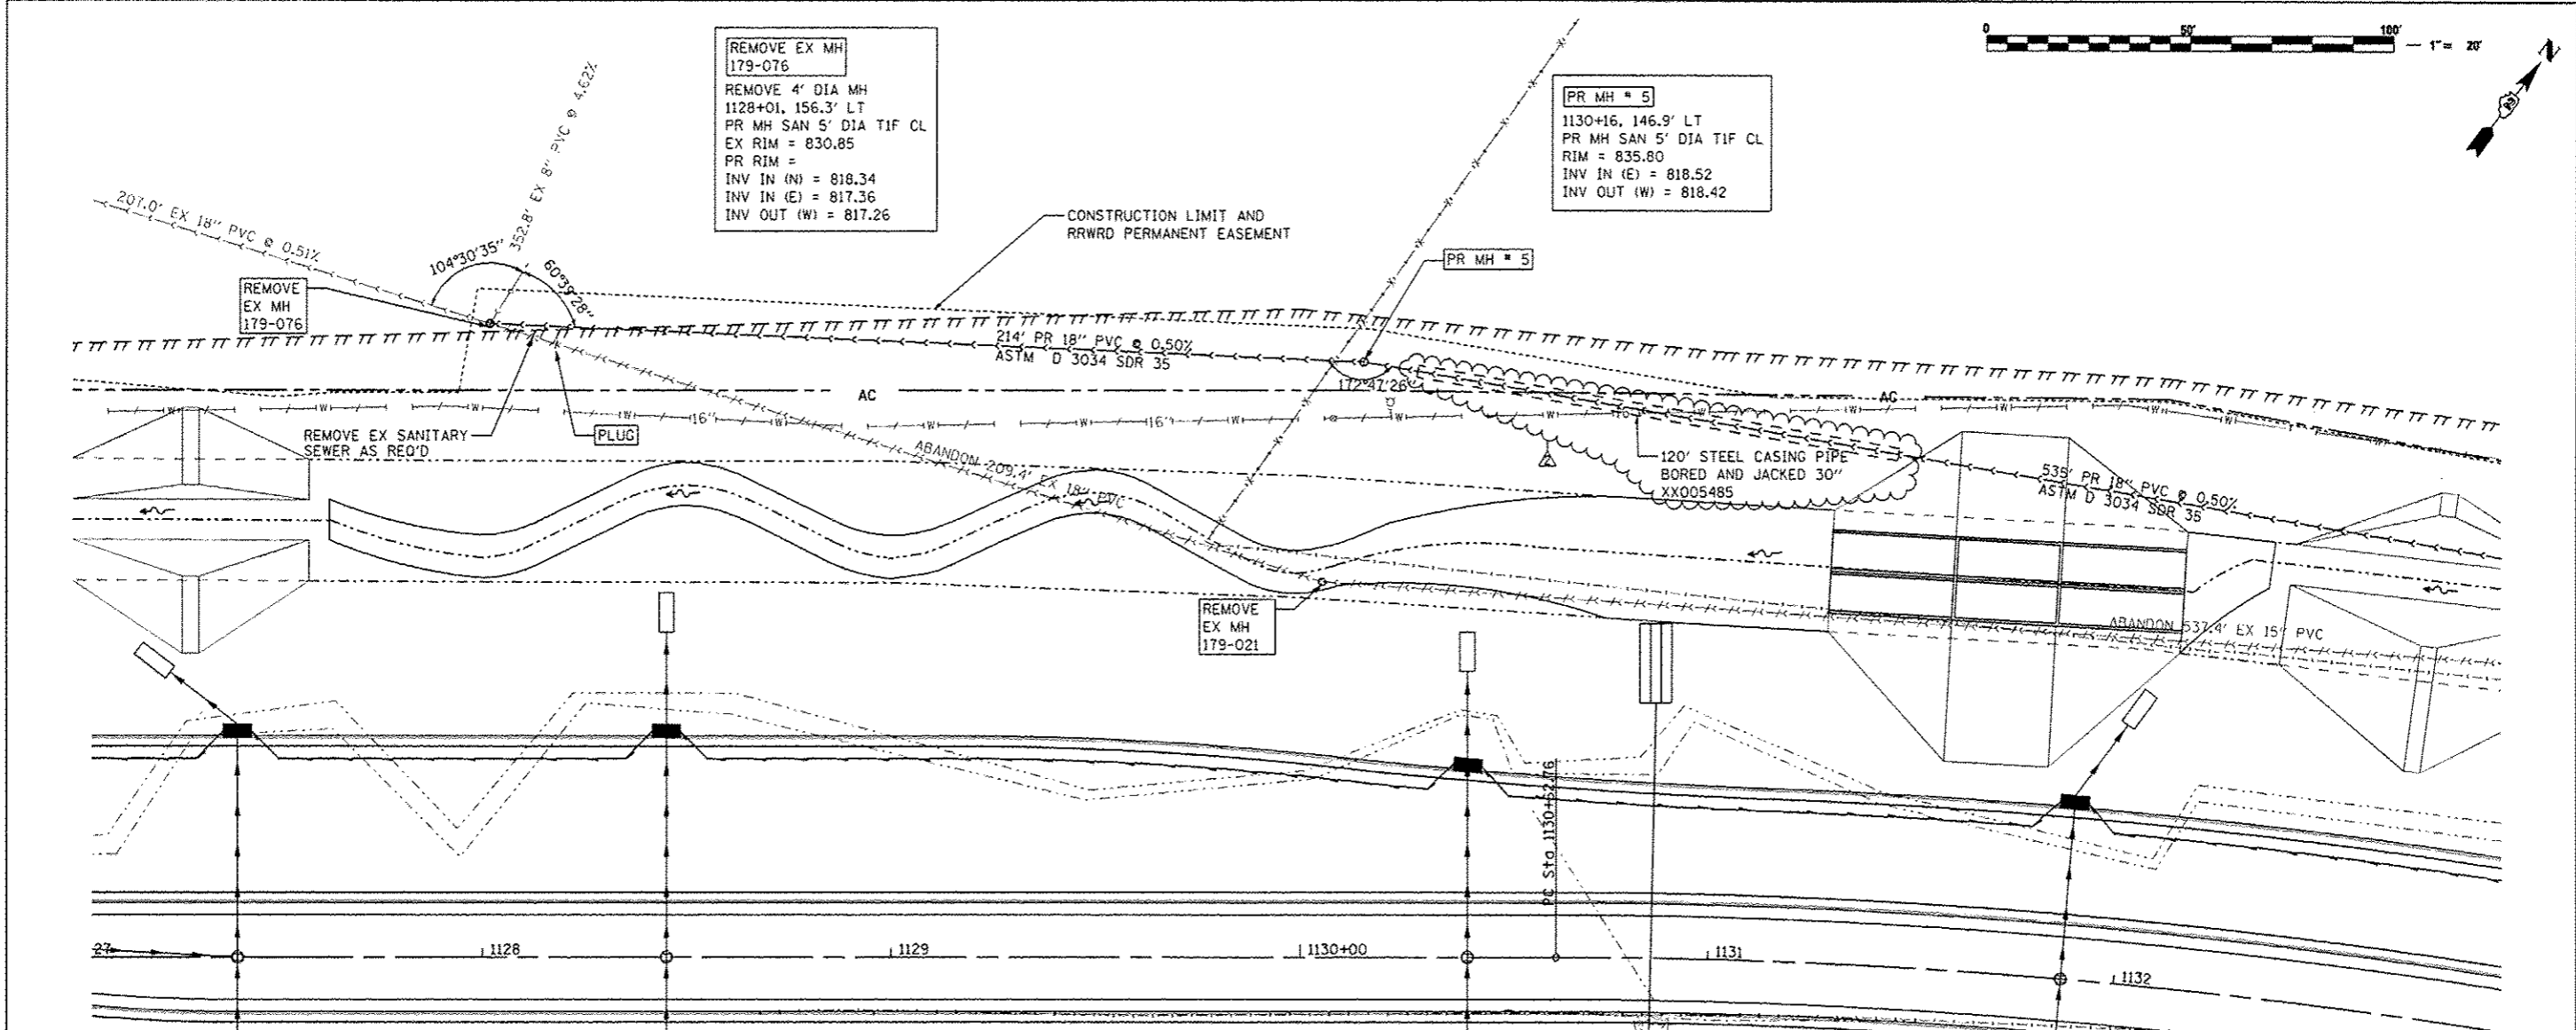 0 50' 100'
1"= 20'
N
REMOVE EX MH
179-076
REMOVE 4' DIA MH
1128+01, 156.3' LT
PR MH SAN 5' DIA T1F CL
EX RIM = 830.85
PR RIM =
INV IN (N) = 818.34
INV IN (E) = 817.36
INV OUT (W) = 817.26
PR MH # 5
1130+16, 146.9' LT
PR MH SAN 5' DIA T1F CL
RIM = 835.80
INV IN (E) = 818.52
INV OUT (W) = 818.42
352.8' EX 8" PVC @ 4.62%
207.0' EX 18" PVC @ 0.51%
104°30'35"
60°39'28"
CONSTRUCTION LIMIT AND
RRWRD PERMANENT EASEMENT
PR MH # 5
REMOVE
EX MH
179-076
214' PR 18" PVC @ 0.50%
ASTM D 3034 SDR 35
172°47'26"
AC
AC
W W W W 16" W W W 16" W W W 16" W W W W W W
REMOVE EX SANITARY
SEWER AS REQ'D
PLUG
ABANDON 209.4' EX 18" PVC
120' STEEL CASING PIPE
BORED AND JACKED 30"
XX005485
2
535' PR 18" PVC @ 0.50%
ASTM D 3034 SDR 35
REMOVE
EX MH
179-021
ABANDON 537.4' EX 15" PVC
PC Sta 1130+62.76
27
1128
1129
1130+00
1131
1132